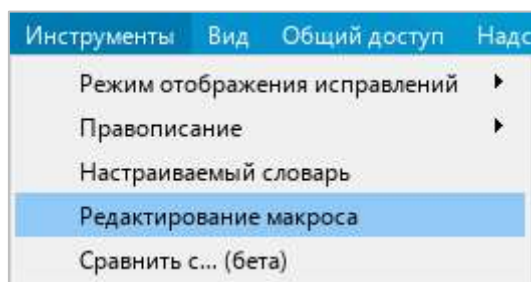 Инструменты Вид Общий доступ
Режим отображения исправлений
Правописание
Настраиваемый словарь
Редактирование макроса
Сравнить с... (бета)